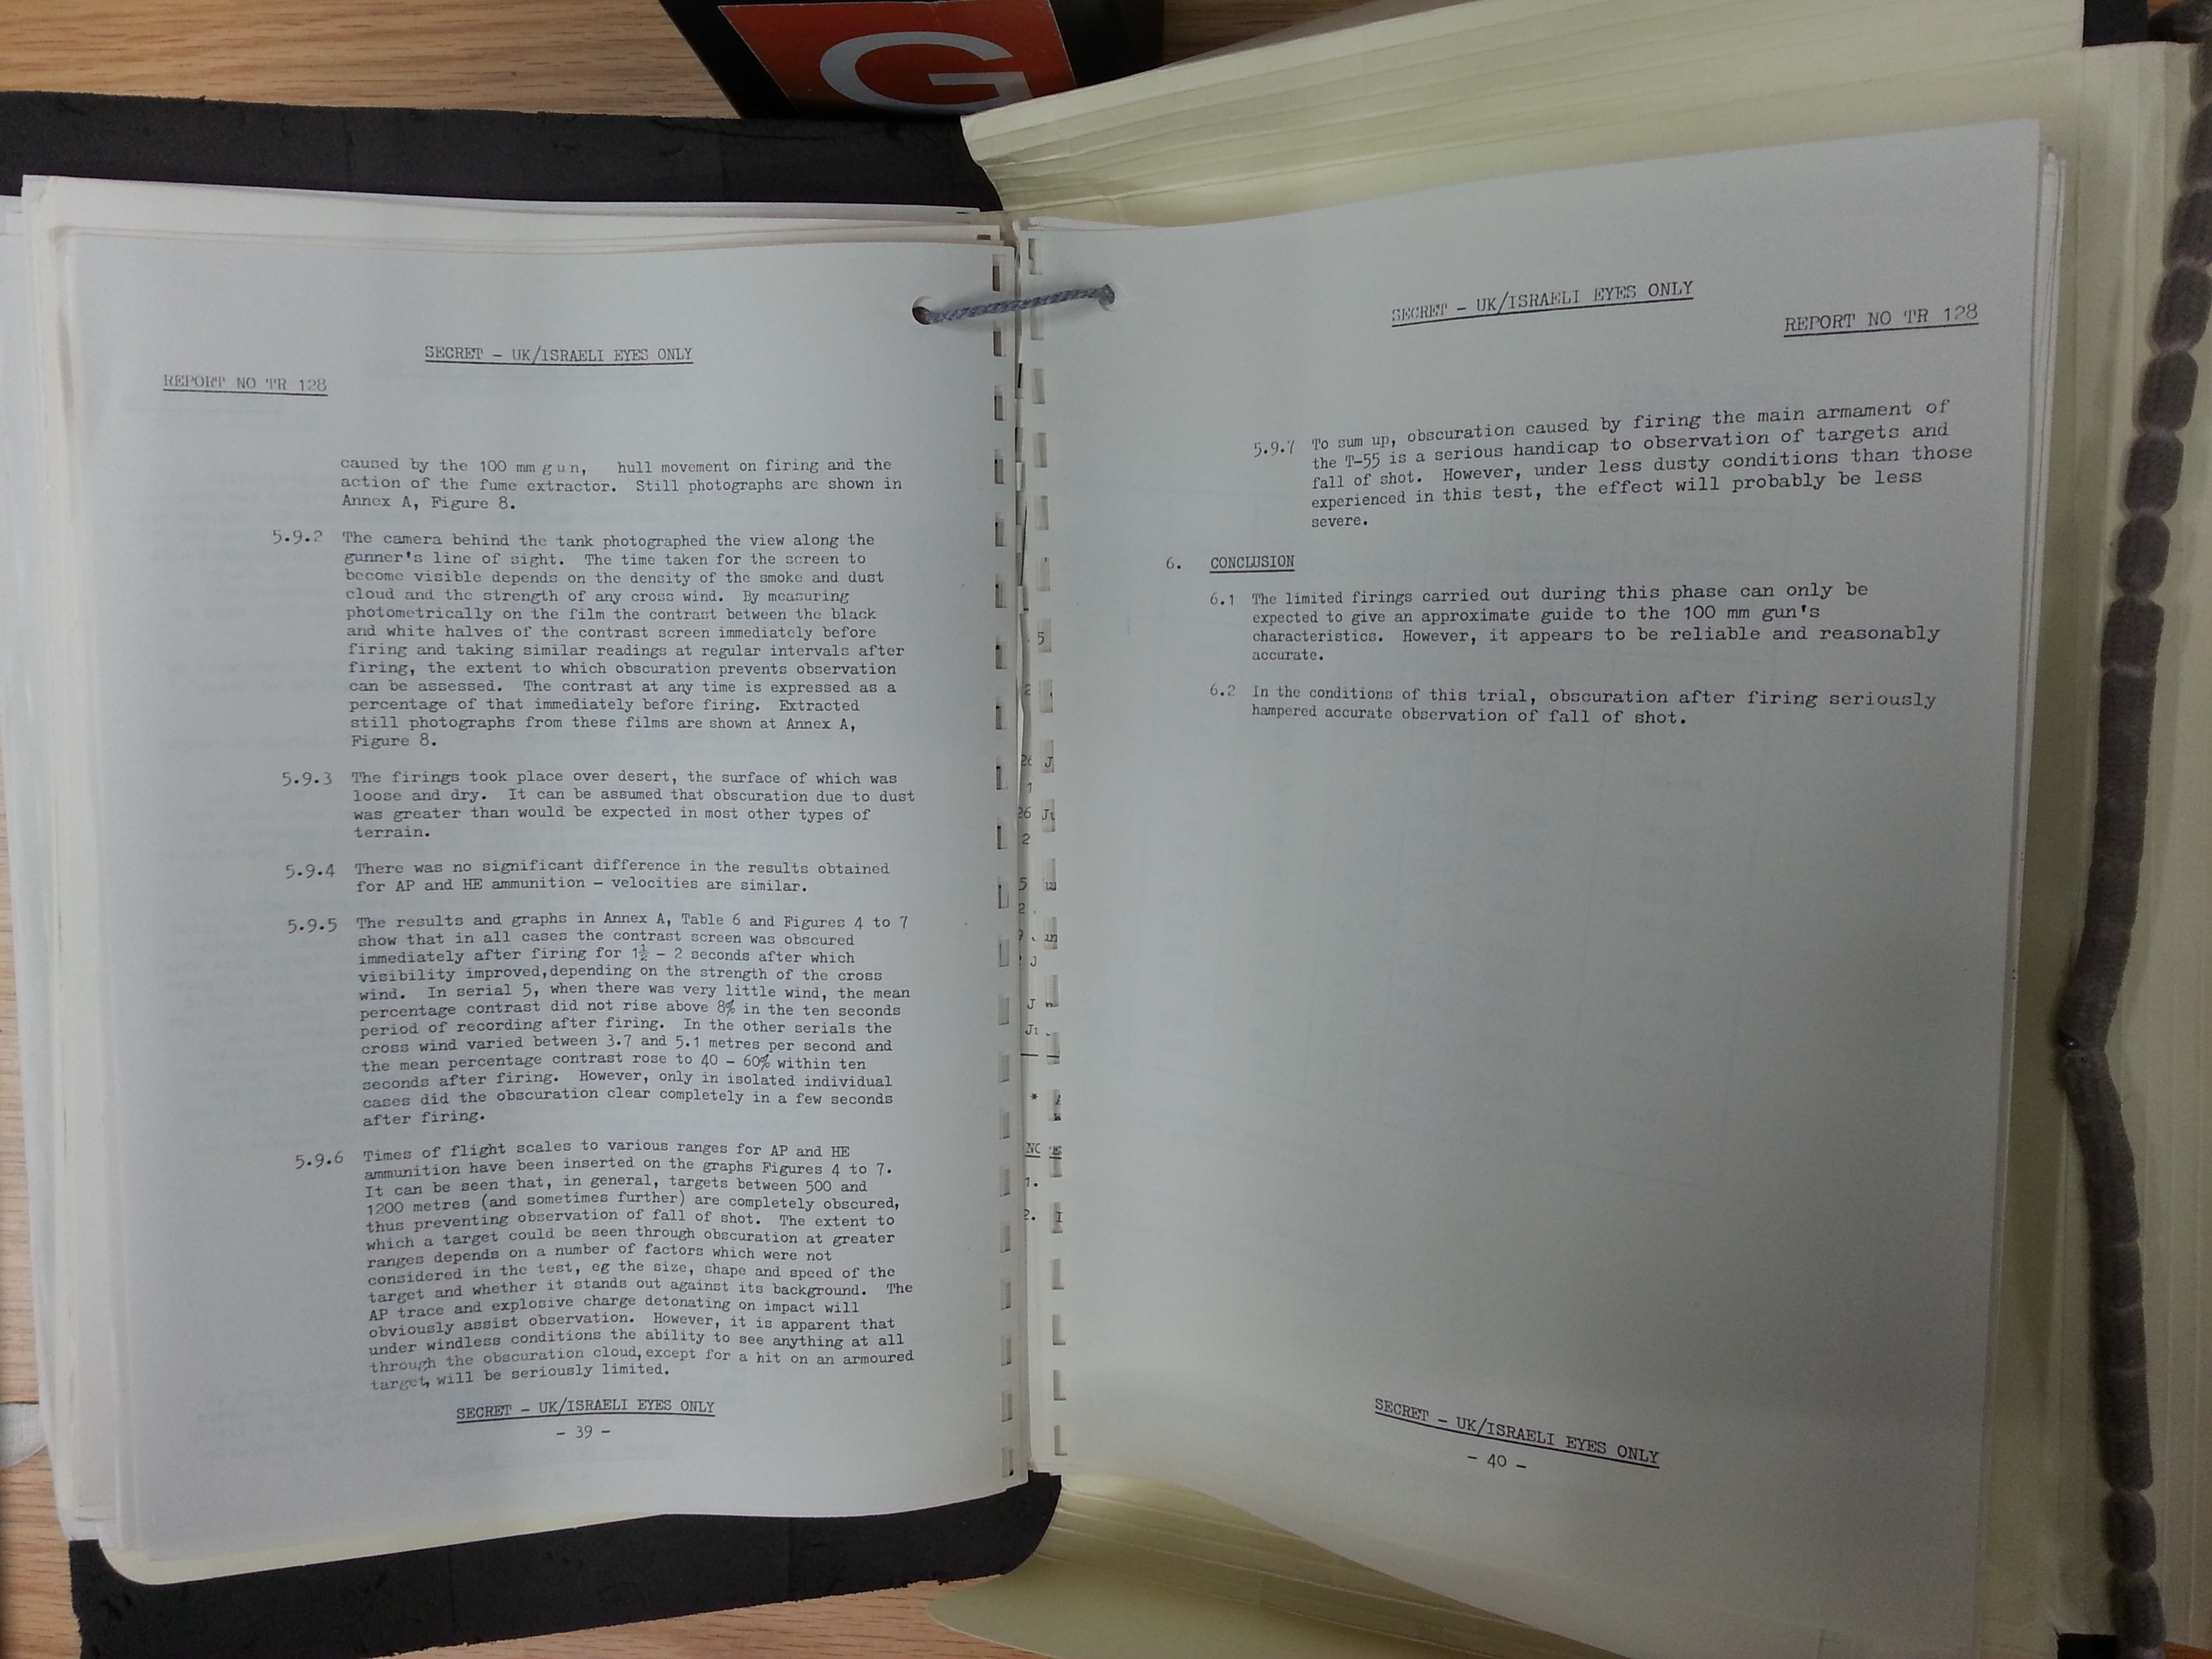 G
SECRET - UK/ISRAELI EYES ONLY
REPORT NO TR 128
caused by the 100 mm gun, hull movement on firing and the
action of the fume extractor. Still photographs are shown in
Annex A, Figure 8.
5.9.2 The camera behind the tank photographed the view along the
gunner's line of sight. The time taken for the screen to
become visible depends on the density of the smoke and dust
cloud and the strength of any cross wind. By measuring
photometrically on the film the contrast between the black
and white halves of the contrast screen immediately before
firing and taking similar readings at regular intervals after
firing, the extent to which obscuration prevents observation
can be assessed. The contrast at any time is expressed as a
percentage of that immediately before firing. Extracted
still photographs from these films are shown at Annex A,
Figure 8.
5.9.3 The firings took place over desert, the surface of which was
loose and dry. It can be assumed that obscuration due to dust
was greater than would be expected in most other types of
terrain.
5.9.4 There was no significant difference in the results obtained
for AP and HE ammunition - velocities are similar.
5.9.5 The results and graphs in Annex A, Table 6 and Figures 4 to 7
show that in all cases the contrast screen was obscured
immediately after firing for 1½ - 2 seconds after which
visibility improved, depending on the strength of the cross
wind. In serial 5, when there was very little wind, the mean
percentage contrast did not rise above 8% in the ten seconds
period of recording after firing. In the other serials the
cross wind varied between 3.7 and 5.1 metres per second and
the mean percentage contrast rose to 40 - 60% within ten
seconds after firing. However, only in isolated individual
cases did the obscuration clear completely in a few seconds
after firing.
5.9.6 Times of flight scales to various ranges for AP and HE
ammunition have been inserted on the graphs Figures 4 to 7.
It can be seen that, in general, targets between 500 and
1200 metres (and sometimes further) are completely obscured,
thus preventing observation of fall of shot. The extent to
which a target could be seen through obscuration at greater
ranges depends on a number of factors which were not
considered in the test, eg the size, shape and speed of the
target and whether it stands out against its background. The
AP trace and explosive charge detonating on impact will
obviously assist observation. However, it is apparent that
under windless conditions the ability to see anything at all
through the obscuration cloud, except for a hit on an armoured
target, will be seriously limited.
SECRET - UK/ISRAELI EYES ONLY
- 39 -
SECRET - UK/ISRAELI EYES ONLY
REPORT NO TR 128
5.9.7 To sum up, obscuration caused by firing the main armament of
the T-55 is a serious handicap to observation of targets and
fall of shot. However, under less dusty conditions than those
experienced in this test, the effect will probably be less
severe.
6. CONCLUSION
6.1 The limited firings carried out during this phase can only be
expected to give an approximate guide to the 100 mm gun's
characteristics. However, it appears to be reliable and reasonably
accurate.
6.2 In the conditions of this trial, obscuration after firing seriously
hampered accurate observation of fall of shot.
SECRET - UK/ISRAELI EYES ONLY
- 40 -